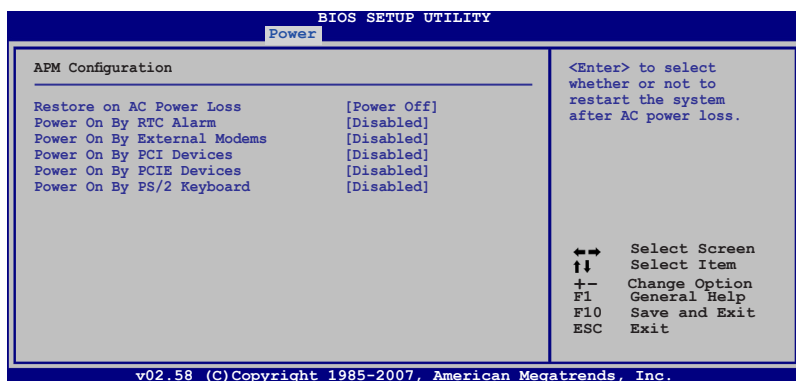 BIOS SETUP UTILITY
Power
APM Configuration
Restore on AC Power Loss [Power Off]
Power On By RTC Alarm [Disabled]
Power On By External Modems [Disabled]
Power On By PCI Devices [Disabled]
Power On By PCIE Devices [Disabled]
Power On By PS/2 Keyboard [Disabled]
<Enter> to select
whether or not to
restart the system
after AC power loss.
←→ Select Screen
↑↓ Select Item
+- Change Option
F1 General Help
F10 Save and Exit
ESC Exit
v02.58 (C)Copyright 1985-2007, American Megatrends, Inc.